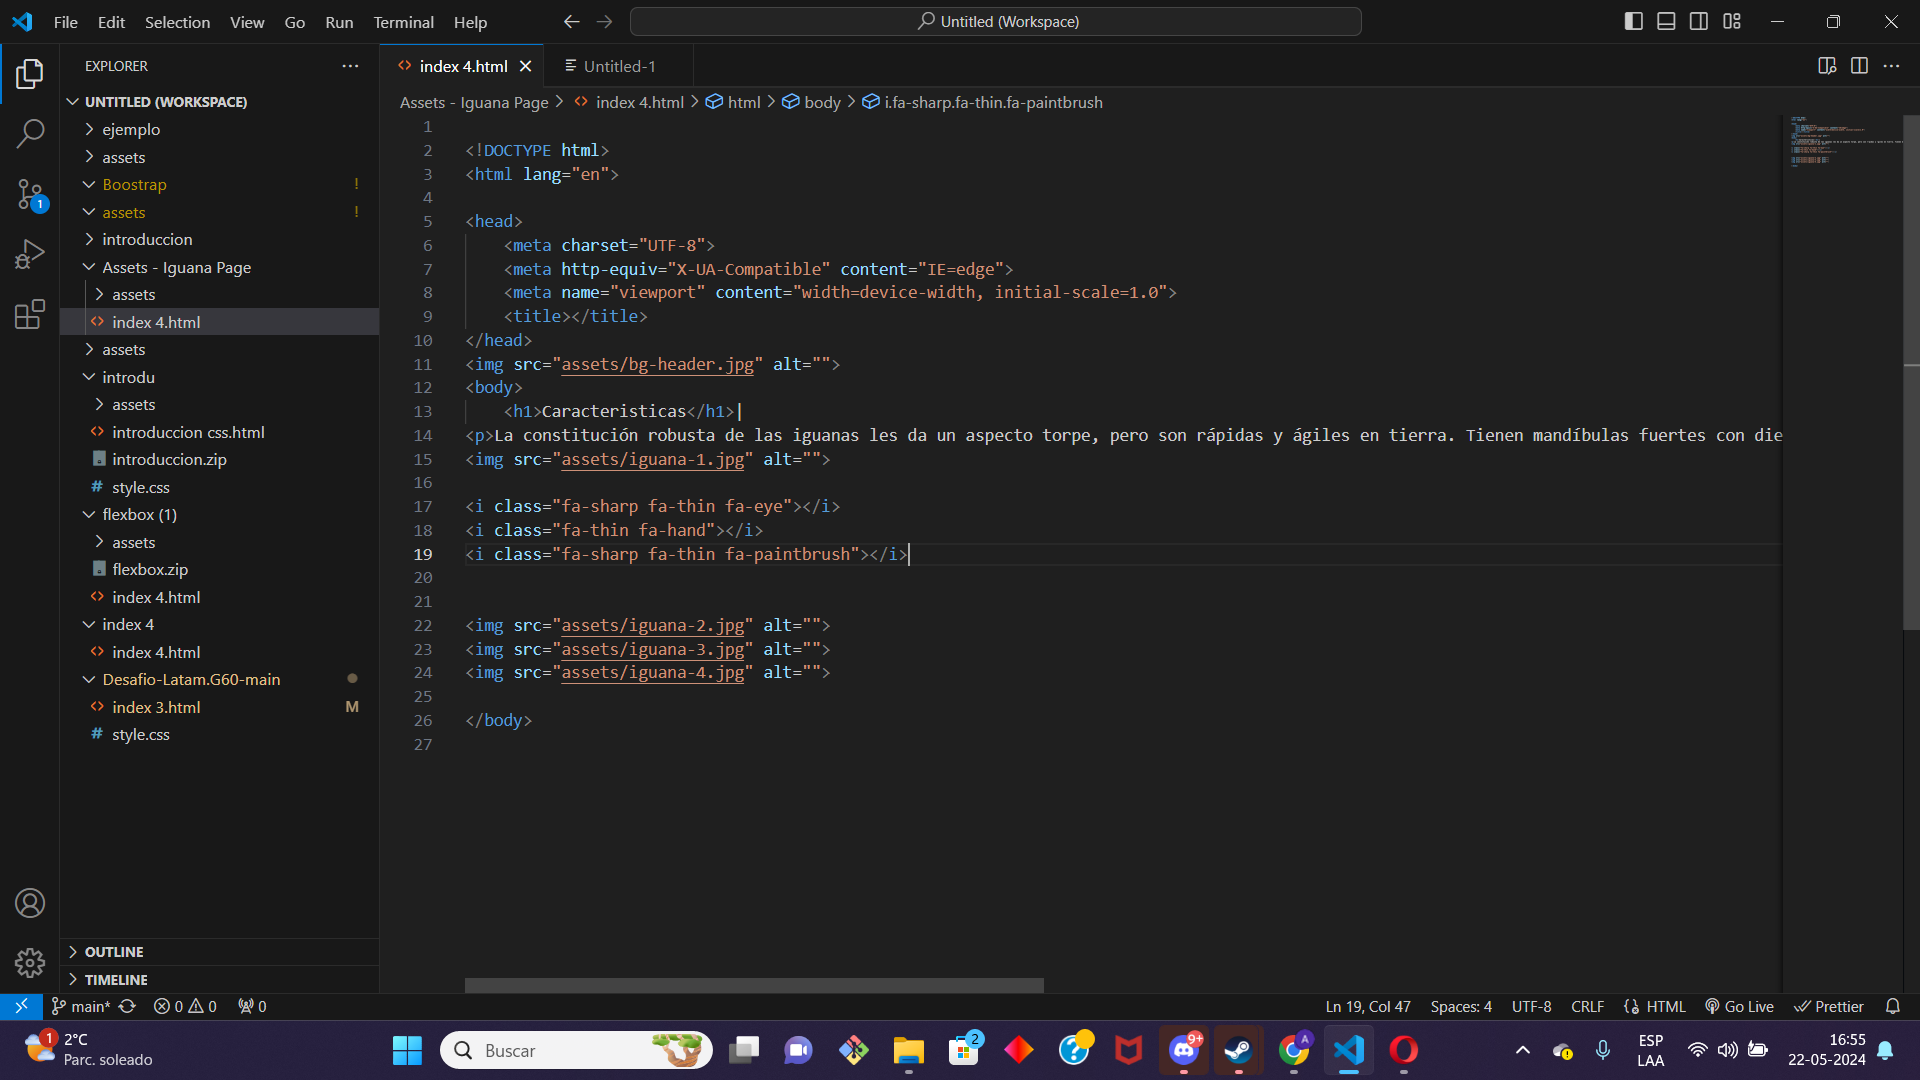 File Edit Selection View Go Run Terminal Help
Untitled (Workspace)
EXPLORER
UNTITLED (WORKSPACE)
ejemplo
assets
Boostrap !
assets !
introduccion
Assets - Iguana Page
assets
index 4.html
assets
introdu
assets
introduccion css.html
introduccion.zip
style.css
flexbox (1)
assets
flexbox.zip
index 4.html
index 4
index 4.html
Desafio-Latam.G60-main
index 3.html M
style.css
OUTLINE
TIMELINE
index 4.html
Untitled-1
Assets - Iguana Page > index 4.html > html > body > i.fa-sharp.fa-thin.fa-paintbrush
1
2 <!DOCTYPE html>
3 <html lang="en">
4
5 <head>
6 <meta charset="UTF-8">
7 <meta http-equiv="X-UA-Compatible" content="IE=edge">
8 <meta name="viewport" content="width=device-width, initial-scale=1.0">
9 <title></title>
10 </head>
11 <img src="assets/bg-header.jpg" alt="">
12 <body>
13 <h1>Caracteristicas</h1>|
14 <p>La constitución robusta de las iguanas les da un aspecto torpe, pero son rápidas y ágiles en tierra. Tienen mandíbulas fuertes con die
15 <img src="assets/iguana-1.jpg" alt="">
16
17 <i class="fa-sharp fa-thin fa-eye"></i>
18 <i class="fa-thin fa-hand"></i>
19 <i class="fa-sharp fa-thin fa-paintbrush"></i>
20
21
22 <img src="assets/iguana-2.jpg" alt="">
23 <img src="assets/iguana-3.jpg" alt="">
24 <img src="assets/iguana-4.jpg" alt="">
25
26 </body>
27
1
main* 0 0 0
Ln 19, Col 47 Spaces: 4 UTF-8 CRLF HTML Go Live Prettier
1
2°C
Parc. soleado
Buscar
2
9+
A
ESP
LAA
16:55
22-05-2024